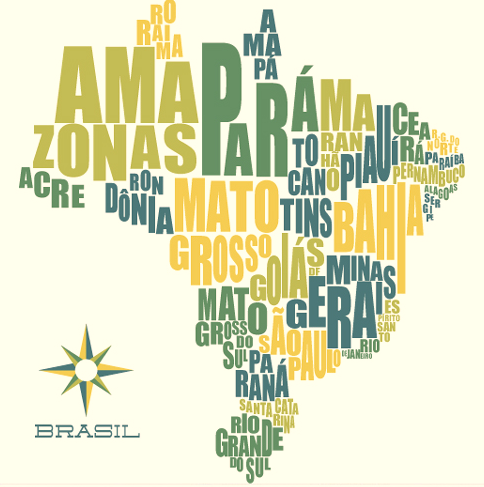 RO
RAI
MA
A
MA
PÁ
AMA
ZONAS
PARÁ
MA
RAN
HÃO
CEA
RÁ
R.G. DO
NORTE
PARAÍBA
PERNAMBUCO
ALAGOAS
SER
GI
PE
PIAUÍ
TO
CAN
TINS
ACRE
RON
DÔNIA
MATO
GROSSO
BAHIA
GOIÁS
DF
MINAS
GERAIS
ES
PÍRITO
SAN
TO
MATO
GROSSO
DO
SUL
SÃO
PAULO
RIO
DE JANEIRO
PA
RANÁ
SANTA CATA
RINA
RIO
GRANDE
DO SUL
BRASIL